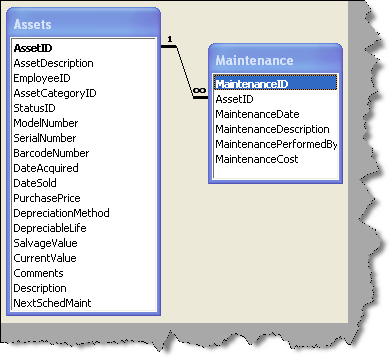 Assets
AssetID
AssetDescription
EmployeeID
AssetCategoryID
StatusID
ModelNumber
SerialNumber
BarcodeNumber
DateAcquired
DateSold
PurchasePrice
DepreciationMethod
DepreciableLife
SalvageValue
CurrentValue
Comments
Description
NextSchedMaint
1
∞
Maintenance
MaintenanceID
AssetID
MaintenanceDate
MaintenanceDescription
MaintenancePerformedBy
MaintenanceCost